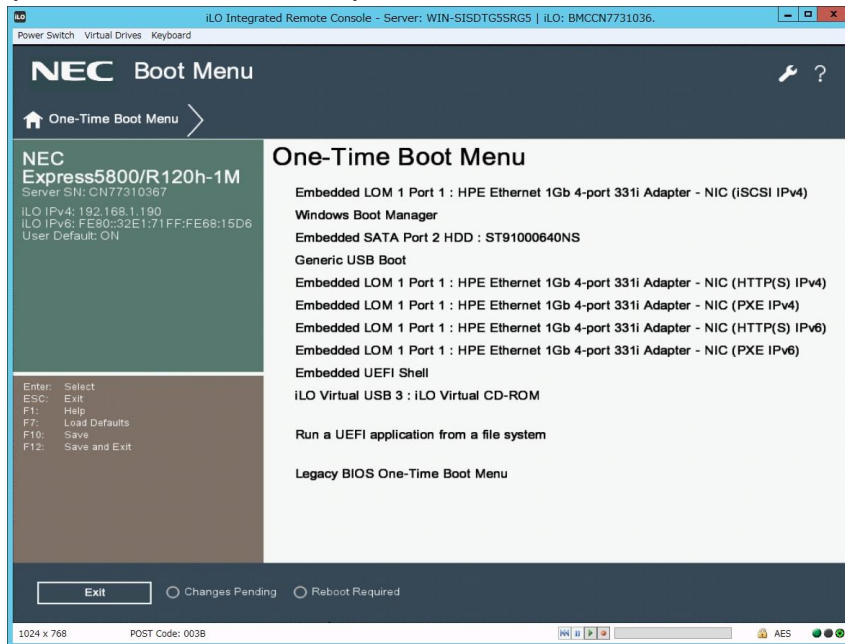 iLO Integrated Remote Console - Server: WIN-SISDTG5SRG5 | iLO: BMCCN7731036.
Power Switch Virtual Drives Keyboard
NEC Boot Menu
?
One-Time Boot Menu
NEC
Express5800/R120h-1M
Server SN: CN77310367
iLO IPv4: 192.168.1.190
iLO IPv6: FE80::32E1:71FF:FE68:15D6
User Default: ON
Enter: Select
ESC: Exit
F1: Help
F7: Load Defaults
F10: Save
F12: Save and Exit
One-Time Boot Menu
Embedded LOM 1 Port 1 : HPE Ethernet 1Gb 4-port 331i Adapter - NIC (iSCSI IPv4)
Windows Boot Manager
Embedded SATA Port 2 HDD : ST91000640NS
Generic USB Boot
Embedded LOM 1 Port 1 : HPE Ethernet 1Gb 4-port 331i Adapter - NIC (HTTP(S) IPv4)
Embedded LOM 1 Port 1 : HPE Ethernet 1Gb 4-port 331i Adapter - NIC (PXE IPv4)
Embedded LOM 1 Port 1 : HPE Ethernet 1Gb 4-port 331i Adapter - NIC (HTTP(S) IPv6)
Embedded LOM 1 Port 1 : HPE Ethernet 1Gb 4-port 331i Adapter - NIC (PXE IPv6)
Embedded UEFI Shell
iLO Virtual USB 3 : iLO Virtual CD-ROM
Run a UEFI application from a file system
Legacy BIOS One-Time Boot Menu
Exit Changes Pending Reboot Required
1024 x 768 POST Code: 003B AES